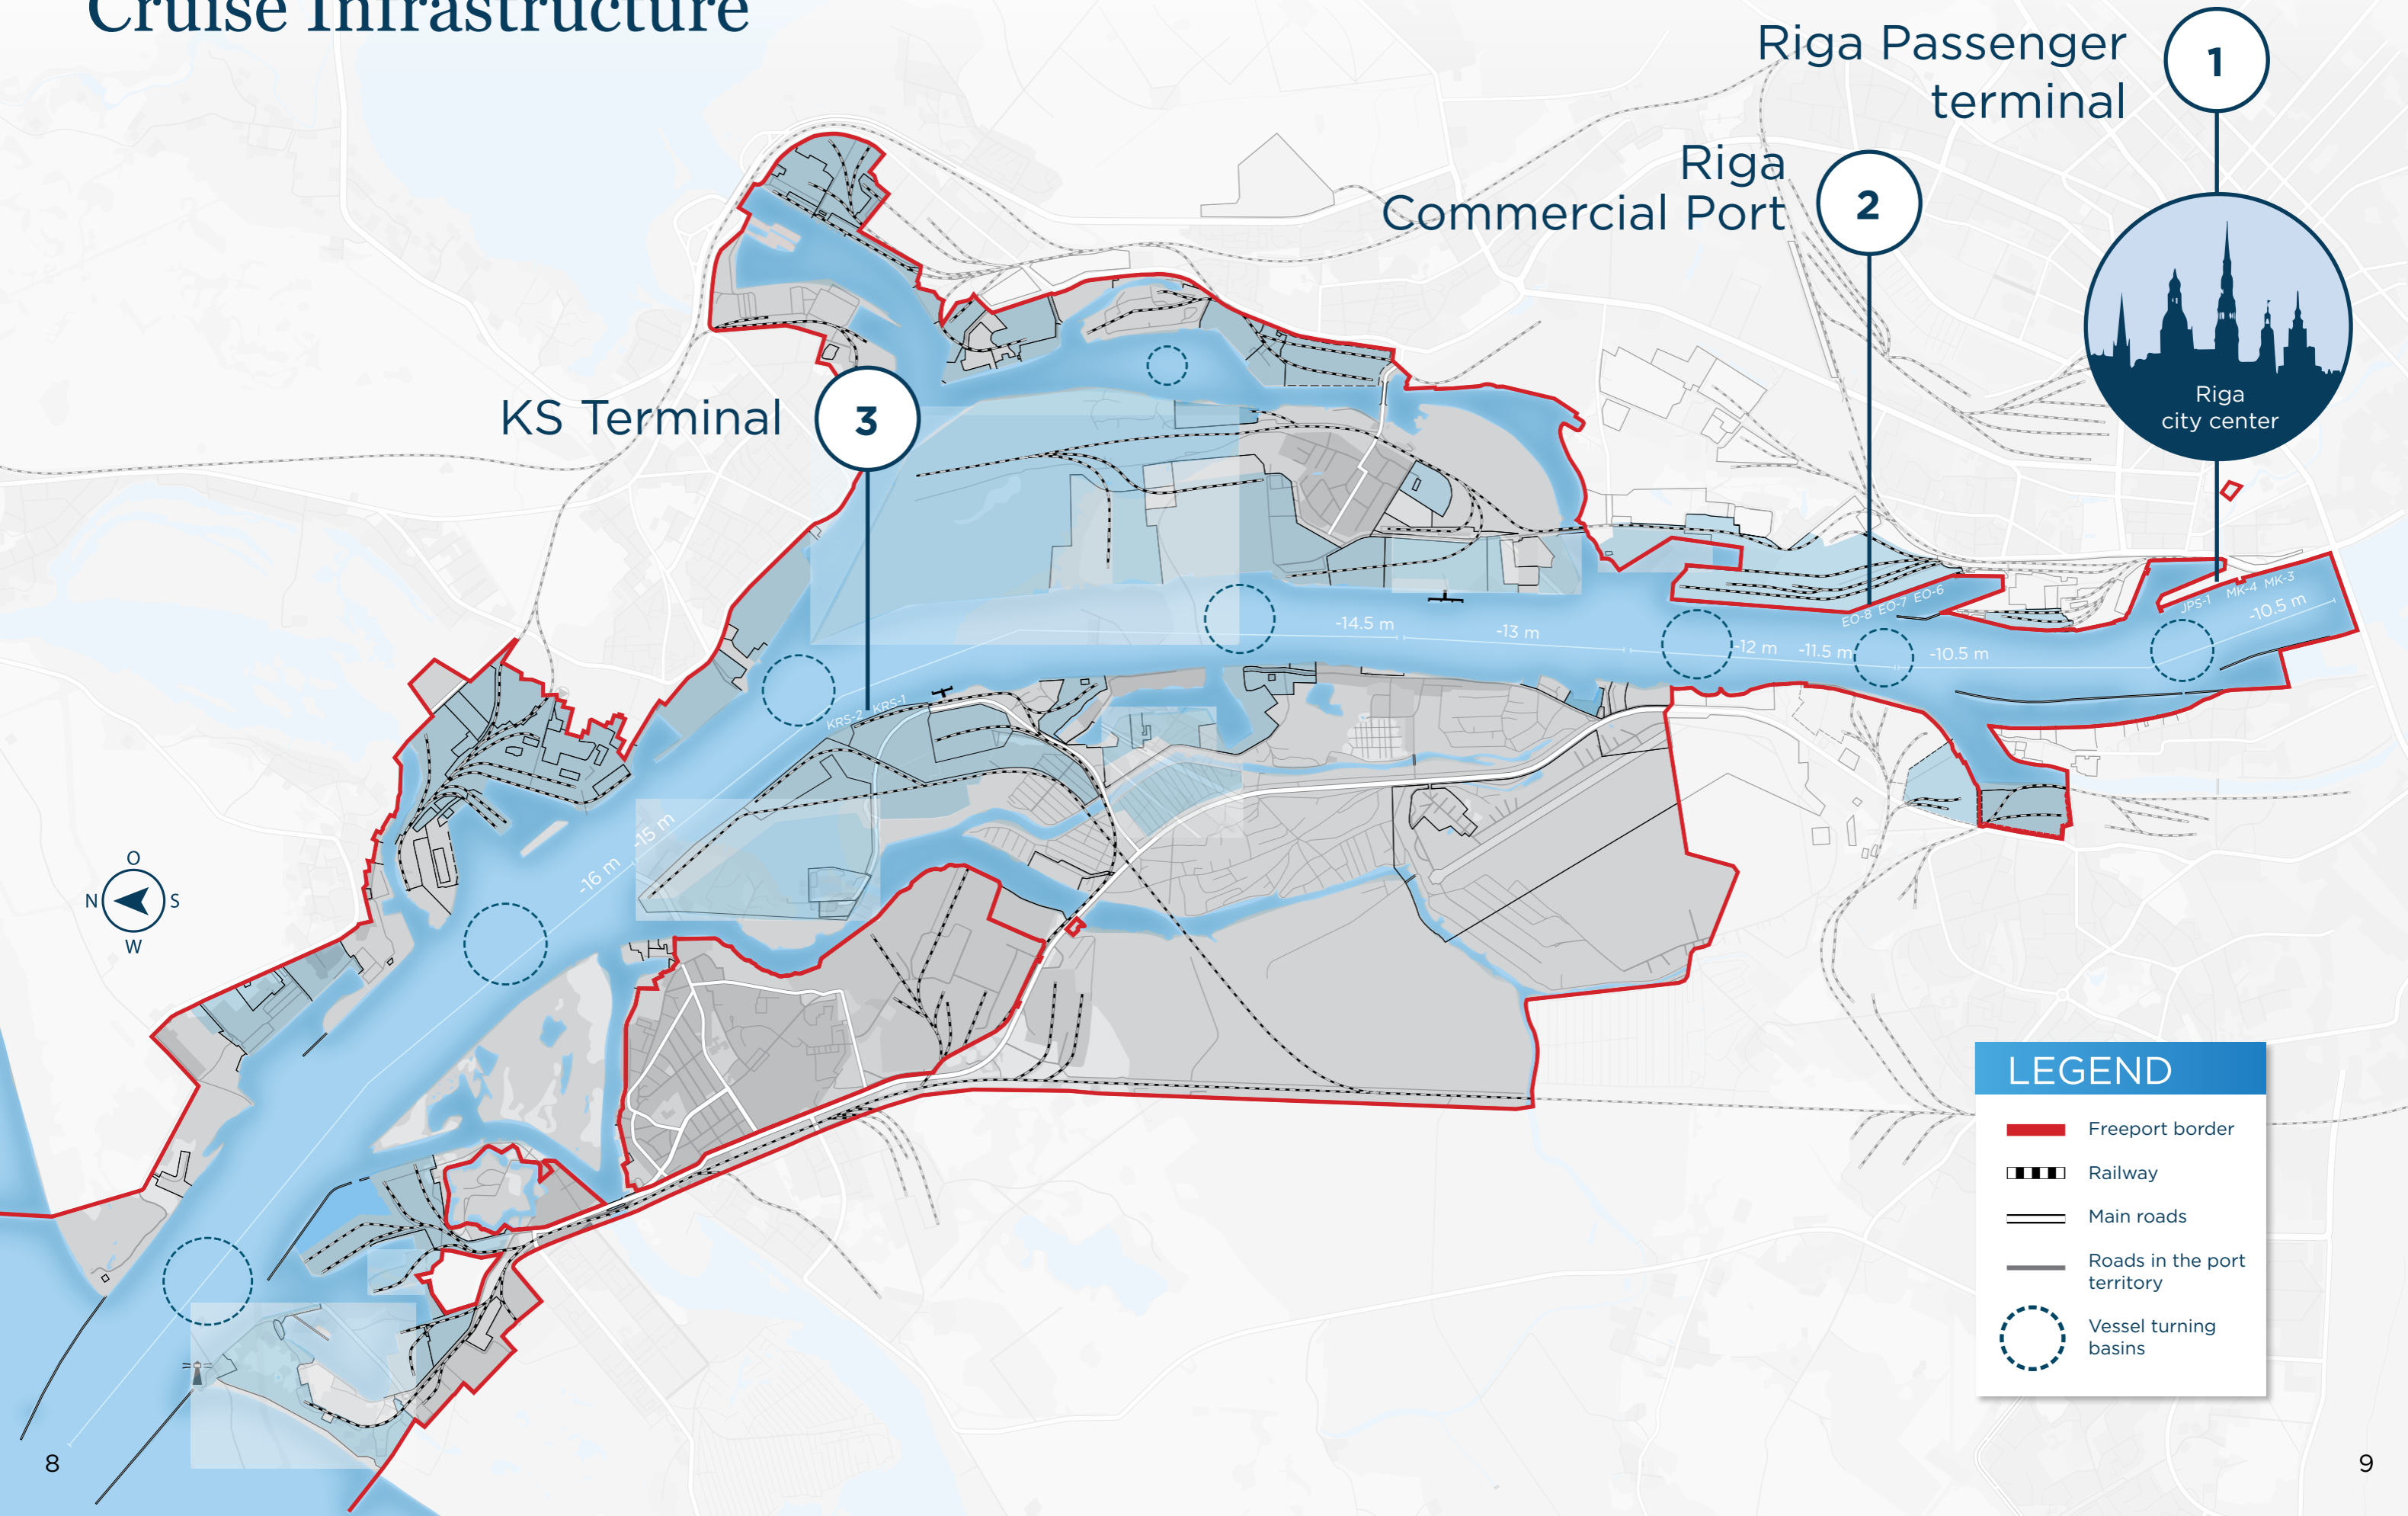 Cruise Infrastructure
Riga Passenger
terminal
1
Riga
Commercial Port
2
Riga
city center
KS Terminal
3
EO-8 EO-7 EO-6
JPS-1 MK-4 MK-3
-10.5 m
-14.5 m
-13 m
-12 m
-11.5 m
-10.5 m
KRS-2 KRS-1
-15 m
-16 m
O
N
S
W
LEGEND
Freeport border
Railway
Main roads
Roads in the port
territory
Vessel turning
basins
8
9